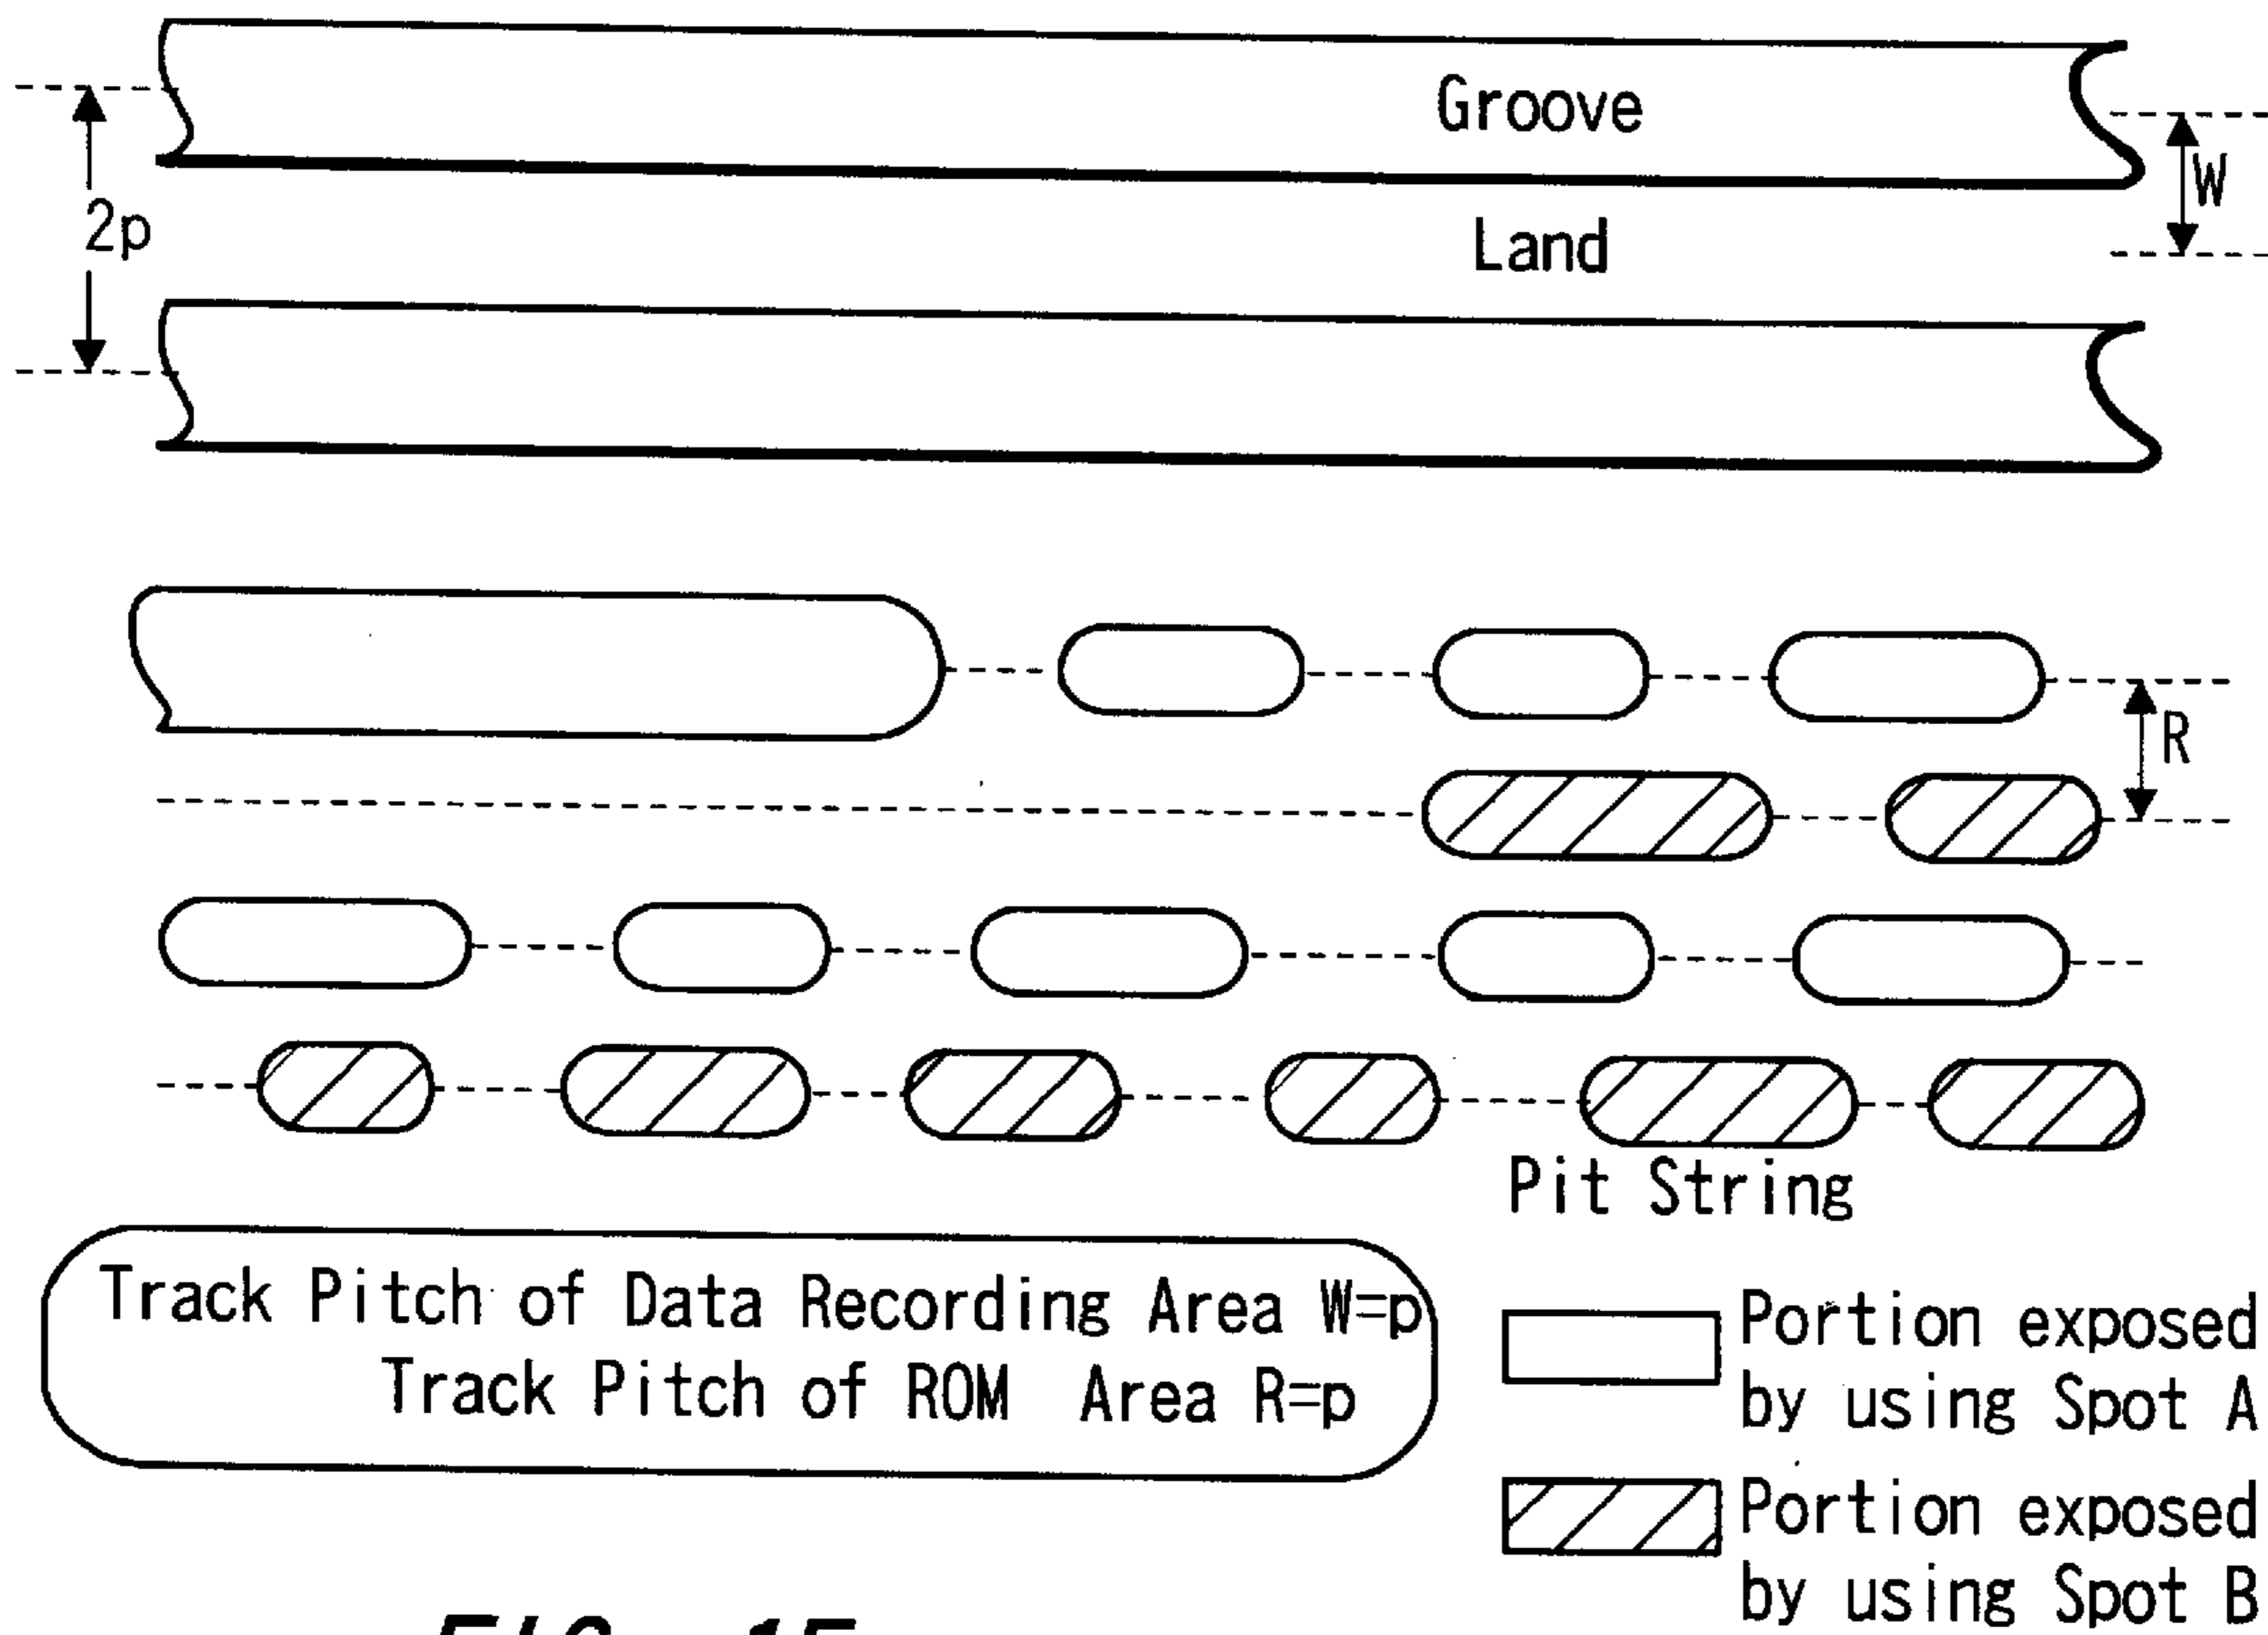 Groove
W
2p
Land
R
Pit String
Track Pitch of Data Recording Area W=p
Track Pitch of ROM Area R=p
Portion exposed
by using Spot A
Portion exposed
by using Spot B